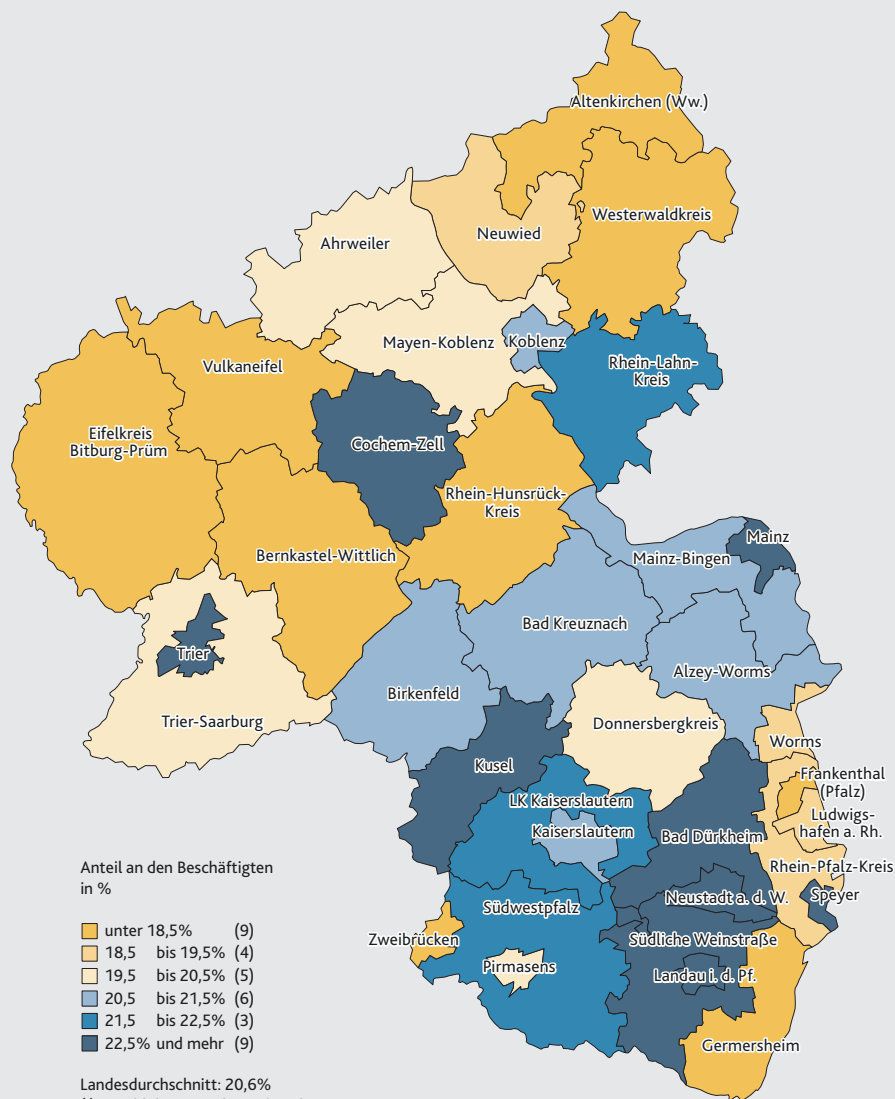 Altenkirchen (Ww.)
Westerwaldkreis
Neuwied
Ahrweiler
Mayen-Koblenz
Koblenz
Vulkaneifel
Rhein-Lahn-
Kreis
Eifelkreis
Bitburg-Prüm
Cochem-Zell
Rhein-Hunsrück-
Kreis
Mainz
Bernkastel-Wittlich
Mainz-Bingen
Bad Kreuznach
Trier
Alzey-Worms
Birkenfeld
Trier-Saarburg
Donnersbergkreis
Worms
Kusel
Frankenthal
(Pfalz)
LK Kaiserslautern
Ludwigs-
hafen a. Rh.
Kaiserslautern
Bad Dürkheim
Rhein-Pfalz-Kreis
Neustadt a. d. W.
Speyer
Südwestpfalz
Zweibrücken
Südliche Weinstraße
Pirmasens
Landau i. d. Pf.
Germersheim
Anteil an den Beschäftigten
in %
unter 18,5% (9)
18,5 bis 19,5% (4)
19,5 bis 20,5% (5)
20,5 bis 21,5% (6)
21,5 bis 22,5% (3)
22,5% und mehr (9)
Landesdurchschnitt: 20,6%